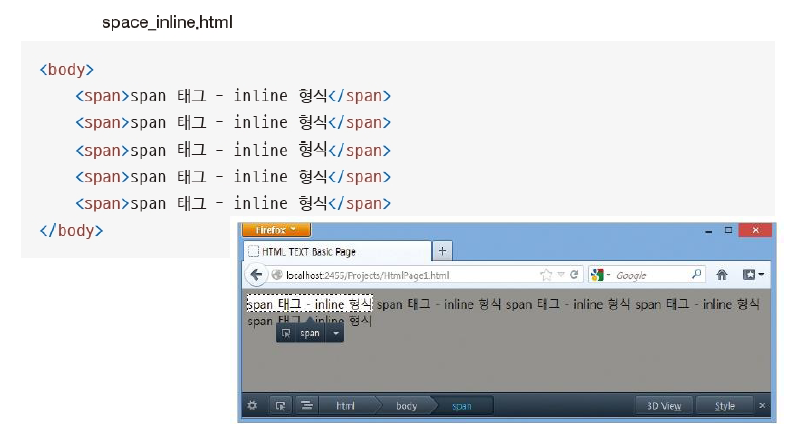 space_inline.html
<body>
<span>span 태그 - inline 형식</span>
<span>span 태그 - inline 형식</span>
<span>span 태그 - inline 형식</span>
<span>span 태그 - inline 형식</span>
<span>span 태그 - inline 형식</span>
</body>
Firefox
HTML TEXT Basic Page
localhost:2455/Projects/HtmlPage1.html
Google
span 태그 - inline 형식 span 태그 - inline 형식 span 태그 - inline 형식 span 태그 - inline 형식
span 태그 - inline 형식
span
html body span 3D View Style